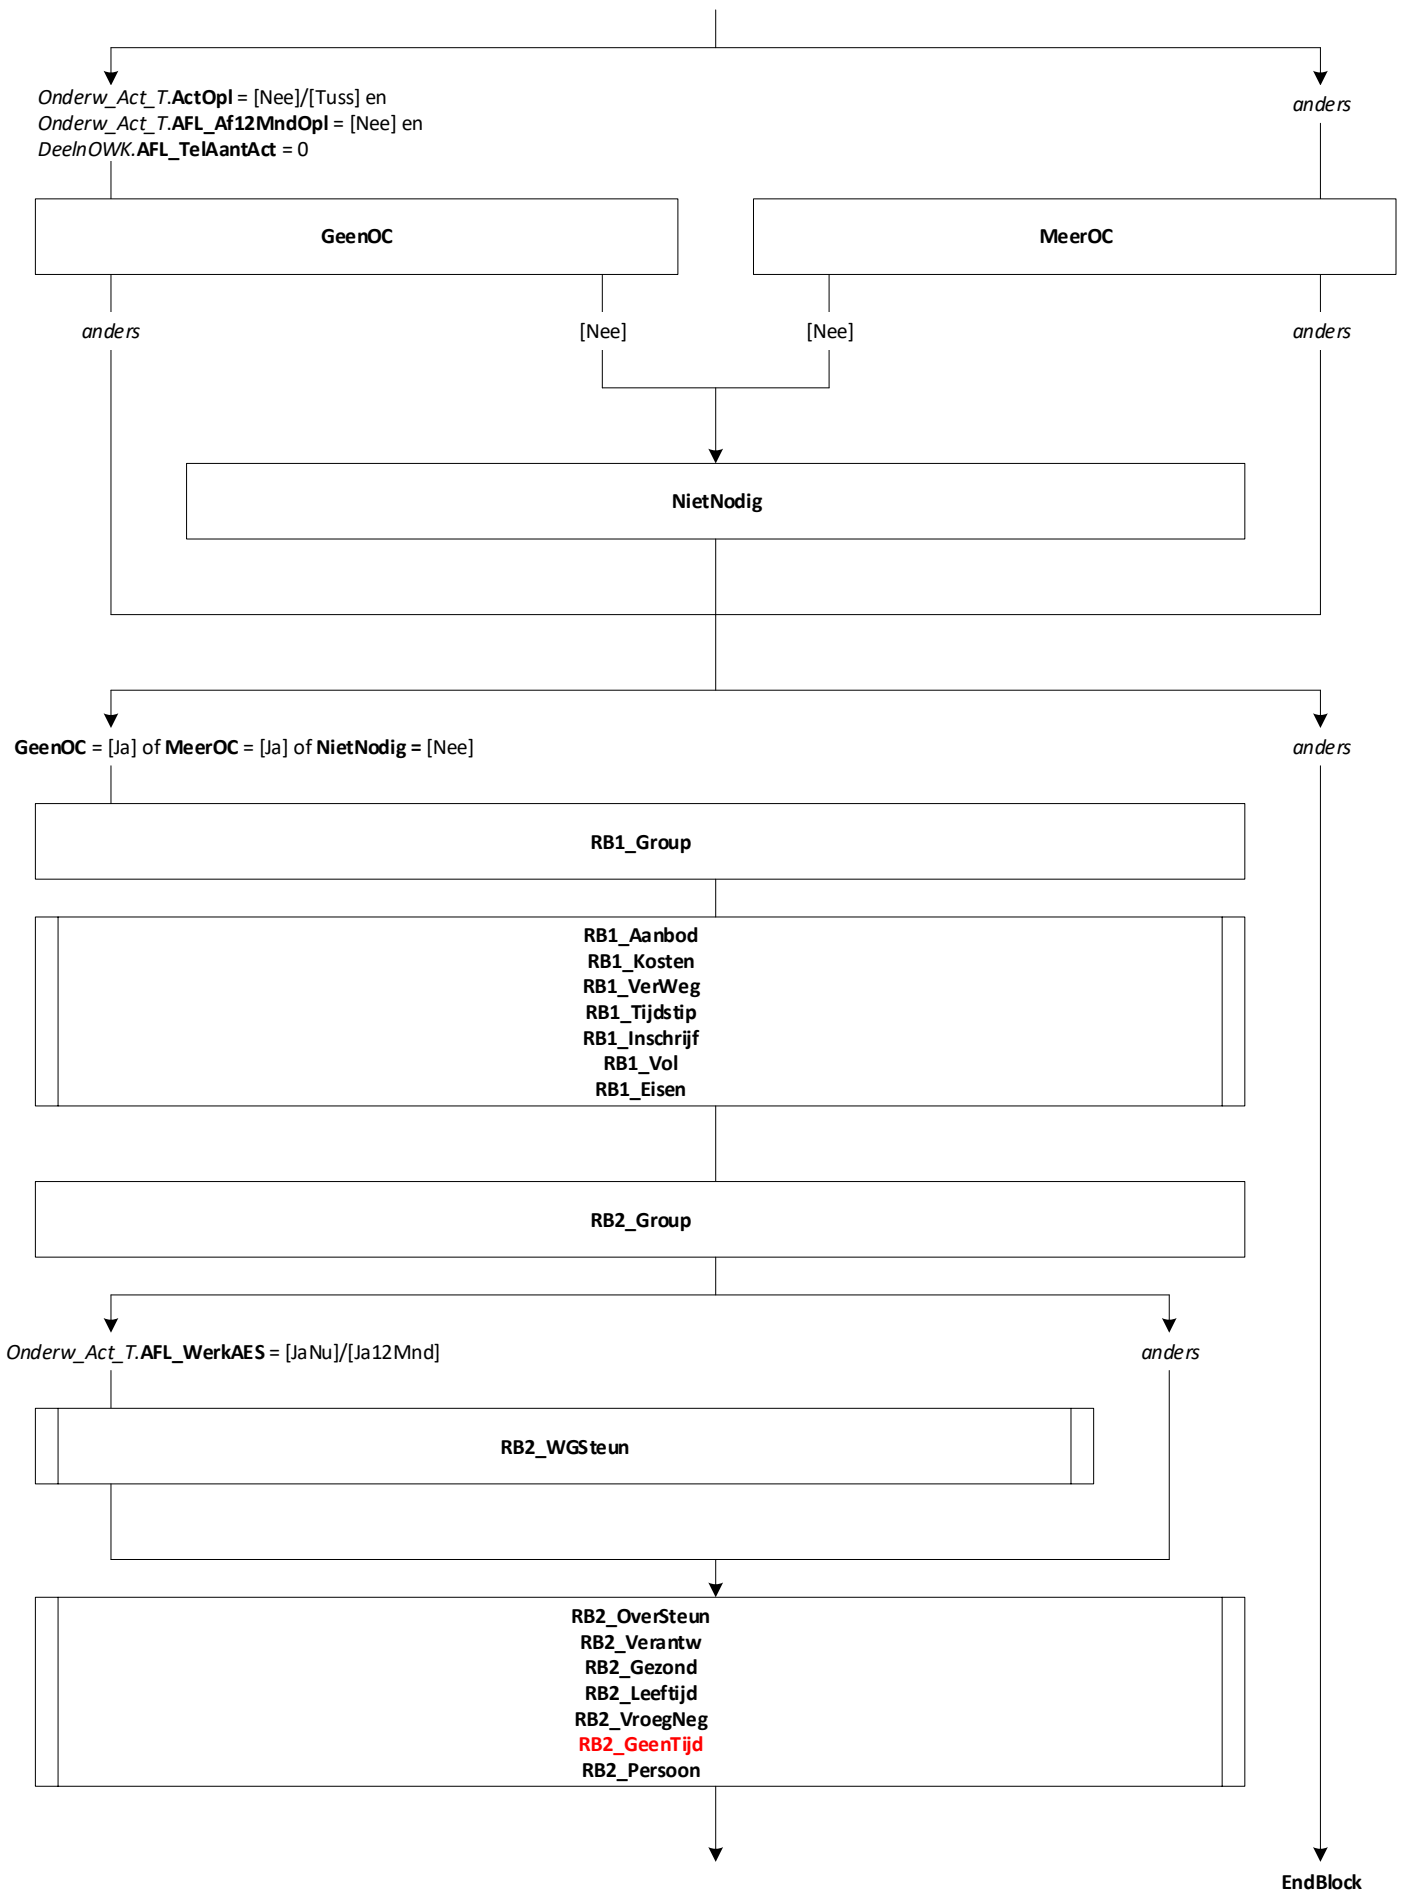 Onderw_Act_T.ActOpl = [Nee]/[Tuss] en
Onderw_Act_T.AFL_Af12MndOpl = [Nee] en
DeelnOWK.AFL_TelAantAct = 0
anders
GeenOC
MeerOC
anders
[Nee]
[Nee]
anders
NietNodig
GeenOC = [Ja] of MeerOC = [Ja] of NietNodig = [Nee]
anders
RB1_Group
RB1_Aanbod
RB1_Kosten
RB1_VerWeg
RB1_Tijdstip
RB1_Inschrijf
RB1_Vol
RB1_Eisen
RB2_Group
Onderw_Act_T.AFL_WerkAES = [JaNu]/[Ja12Mnd]
anders
RB2_WGSteun
RB2_OverSteun
RB2_Verantw
RB2_Gezond
RB2_Leeftijd
RB2_VroegNeg
RB2_GeenTijd
RB2_Persoon
EndBlock